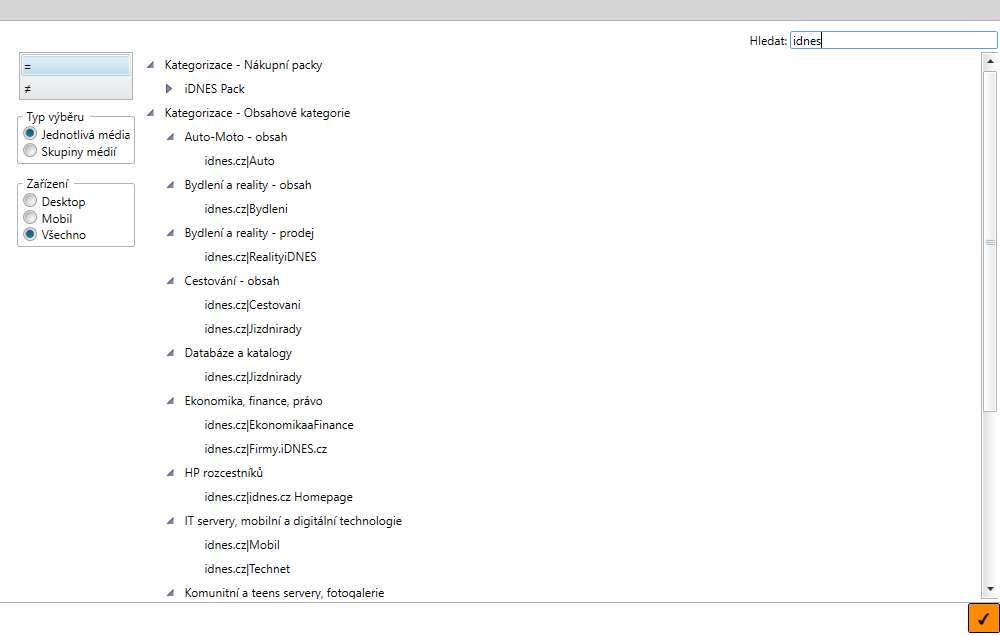 Hledat: idnes
=
≠
Typ výběru
Jednotlivá média
Skupiny médií
Zařízení
Desktop
Mobil
Všechno
Kategorizace - Nákupní packy
iDNES Pack
Kategorizace - Obsahové kategorie
Auto-Moto - obsah
idnes.cz|Auto
Bydlení a reality - obsah
idnes.cz|Bydleni
Bydlení a reality - prodej
idnes.cz|RealityiDNES
Cestování - obsah
idnes.cz|Cestovani
idnes.cz|Jizdnirady
Databáze a katalogy
idnes.cz|Jizdnirady
Ekonomika, finance, právo
idnes.cz|EkonomikaaFinance
idnes.cz|Firmy.iDNES.cz
HP rozcestníků
idnes.cz|idnes.cz Homepage
IT servery, mobilní a digitální technologie
idnes.cz|Mobil
idnes.cz|Technet
Komunitní a teens servery, fotogalerie